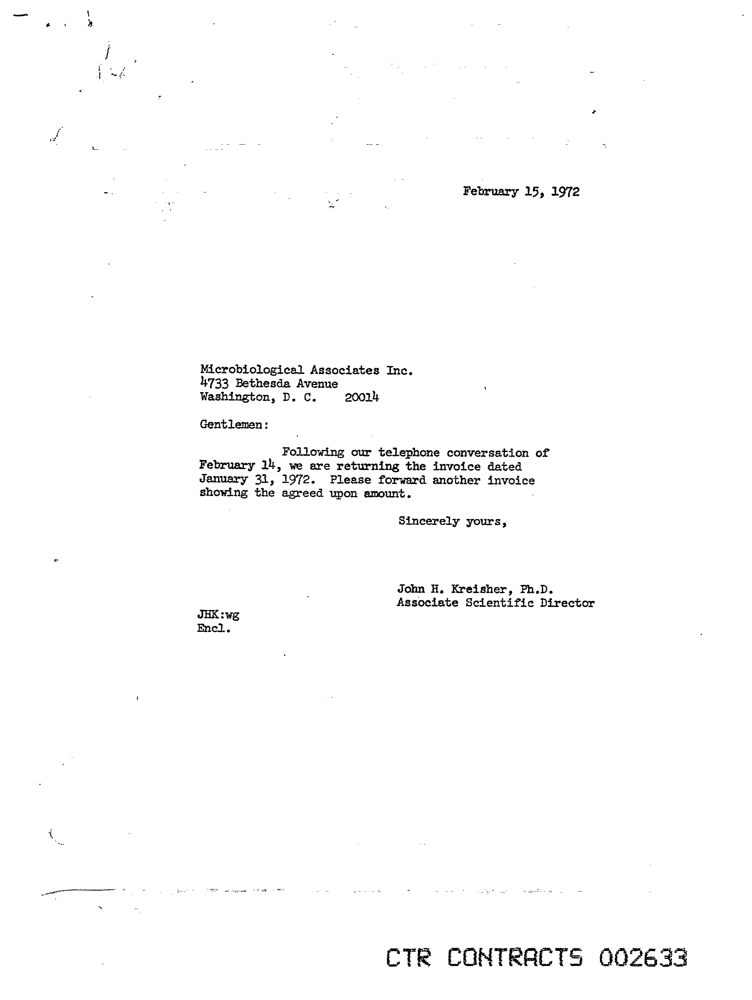 February 15, 1972
Microbiological Associates Inc.
4733 Bethesda Avenue
Washington, D. C. 20014
Gentlemen:
Following our telephone conversation of
February 14, we are returning the invoice dated
January 31, 1972. Please forward another invoice
showing the agreed upon amount.
Sincerely yours,
John H. Kreisher, Ph.D.
Associate Scientific Director
JHK:wg
Encl.
CTR CONTRACTS 002633